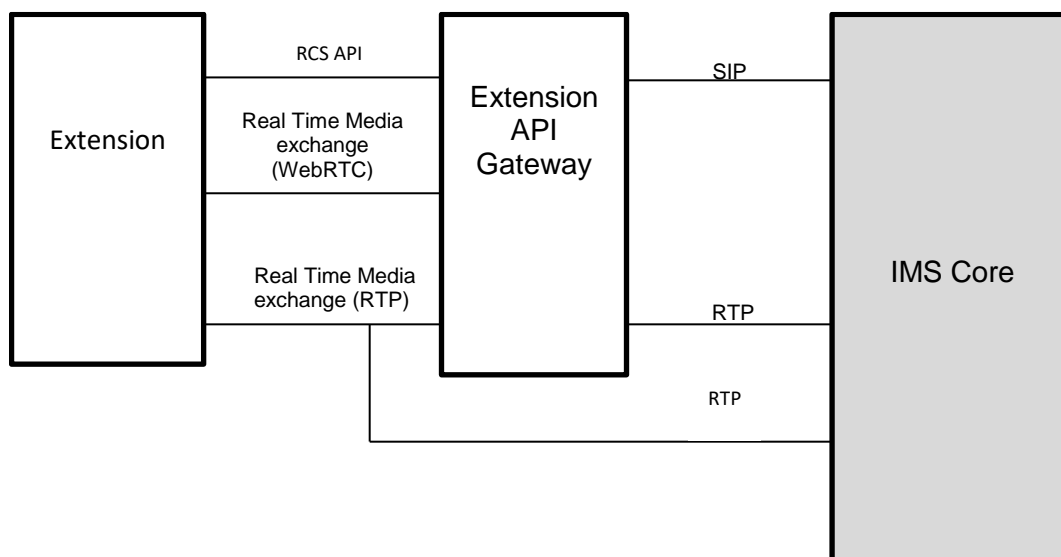 RCS API
SIP
Extension
API
Gateway
Extension
Real Time Media
exchange
(WebRTC)
IMS Core
Real Time Media
exchange (RTP)
RTP
RTP